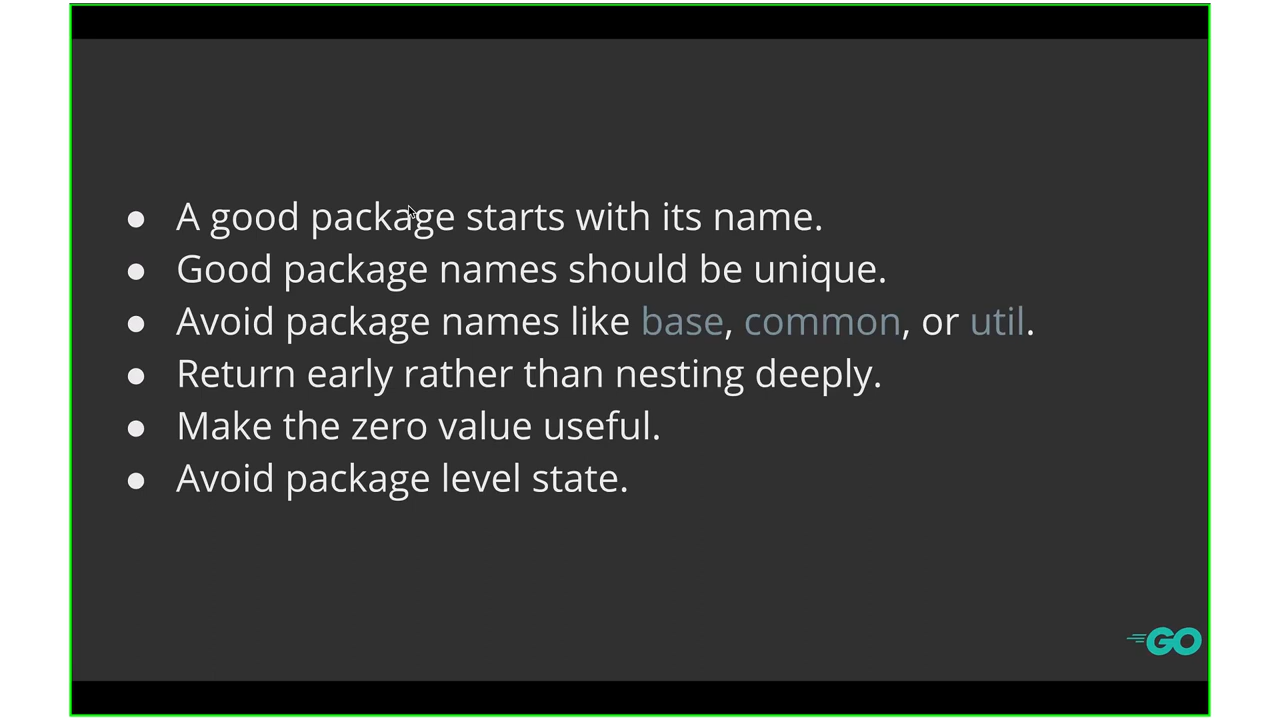 ● A good package starts with its name.
● Good package names should be unique.
● Avoid package names like base, common, or util.
● Return early rather than nesting deeply.
● Make the zero value useful.
● Avoid package level state.
GO